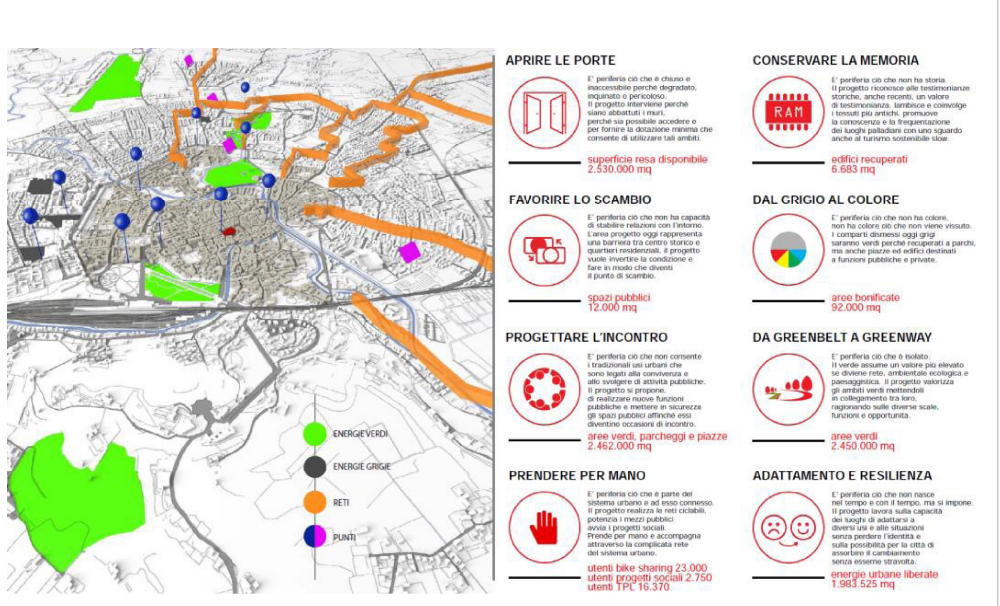 ENERGIE VERDI
ENERGIE GRIGIE
RETI
PUNTI
APRIRE LE PORTE
E' periferia ciò che è chiuso e
inaccessibile perché degradato,
inquinato o pericoloso.
Il progetto interviene perché
siano abbattuti i muri,
perché sia possibile accedere e
per fornire la dotazione minima che
consente di utilizzare tali ambiti.
superficie resa disponibile
2.530.000 mq
FAVORIRE LO SCAMBIO
E' periferia ciò che non ha capacità
di stabilire relazioni con l'intorno.
L'area progetto oggi rappresenta
una barriera tra centro storico e
quartieri residenziali, il progetto
vuole invertire la condizione e
fare in modo che diventi
il punto di scambio.
spazi pubblici
12.000 mq
PROGETTARE L'INCONTRO
E' periferia ciò che non consente
i tradizionali usi urbani che
sono legati alla convivenza e
allo svolgere di attività pubbliche.
Il progetto si propone,
di realizzare nuove funzioni
pubbliche e mettere in sicurezza
gli spazi pubblici affinché essi
diventino occasioni di incontro.
aree verdi, parcheggi e piazze
2.462.000 mq
PRENDERE PER MANO
E' periferia ciò che è parte del
sistema urbano e ad esso connesso.
Il progetto realizza le reti ciclabili,
potenzia i mezzi pubblici
avvia i progetti sociali.
Prende per mano e accompagna
attraverso la complicata rete
del sistema urbano.
utenti bike sharing 23.000
utenti progetti sociali 2.750
utenti TPL 16.370
CONSERVARE LA MEMORIA
E' periferia ciò che non ha storia.
Il progetto riconosce alle testimonianze
storiche, anche recenti, un valore
di testimonianza, lambisce e coinvolge
i tessuti più antichi, promuove
la conoscenza e la frequentazione
dei luoghi palladiani con uno sguardo
anche al turismo sostenibile slow.
RAM
edifici recuperati
6.683 mq
DAL GRIGIO AL COLORE
E' periferia ciò che non ha colore,
non ha colore ciò che non viene vissuto.
I comparti dismessi oggi grigi
saranno verdi perché recuperati a parchi,
ma anche piazze ed edifici destinati
a funzioni pubbliche e private.
aree bonificate
92.000 mq
DA GREENBELT A GREENWAY
E' periferia ciò che è isolato.
Il verde assume un valore più elevato
se diviene rete, ambientale ecologica e
paesaggistica. Il progetto valorizza
gli ambiti verdi mettendoli
in collegamento tra loro,
ragionando sulle diverse scale,
funzioni e opportunità.
aree verdi
2.450.000 mq
ADATTAMENTO E RESILIENZA
E' periferia ciò che non nasce
nel tempo e con il tempo, ma si impone.
Il progetto lavora sulla capacità
dei luoghi di adattarsi a
diversi usi e alle situazioni
senza perdere l'identità e
sulla possibilità per la città di
assorbire il cambiamento
senza esserne stravolta.
energie urbane liberate
1.983.525 mq